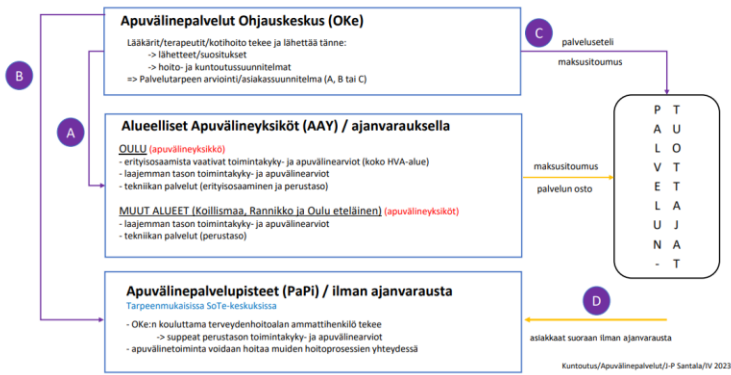 Apuvälinepalvelut Ohjauskeskus (OKe)
Lääkärit/terapeutit/kotihoito tekee ja lähettää tänne:
-> lähetteet/suositukset
-> hoito- ja kuntoutussuunnitelmat
=> Palvelutarpeen arviointi/asiakassuunnitelma (A, B tai C)
C
palveluseteli
maksusitoumus
B
A
Alueelliset Apuvälineyksiköt (AAY) / ajanvarauksella
OULU (apuvälineyksikkö)
- erityisosaamista vaativat toimintakyky- ja apuvälinearviot (koko HVA-alue)
- laajemman tason toimintakyky- ja apuvälinearviot
- tekniikan palvelut (erityisosaaminen ja perustaso)
MUUT ALUEET (Koillismaa, Rannikko ja Oulu eteläinen) (apuvälineyksiköt)
- laajemman tason toimintakyky- ja apuvälinearviot
- tekniikan palvelut (perustaso)
maksusitoumus
palvelun osto
PALVELUN-
TUOTTAJAT
Apuvälinepalvelupisteet (PaPi) / ilman ajanvarausta
Tarpeenmukaisissa SoTe-keskuksissa
- OKe:n kouluttama terveydenhoitoalan ammattihenkilö tekee
-> suppeat perustason toimintakyky- ja apuvälinearviot
- apuvälinetoiminta voidaan hoitaa muiden hoitoprosessien yhteydessä
D
asiakkaat suoraan ilman ajanvarausta
Kuntoutus/Apuvälinepalvelut/J-P Santala/IV 2023